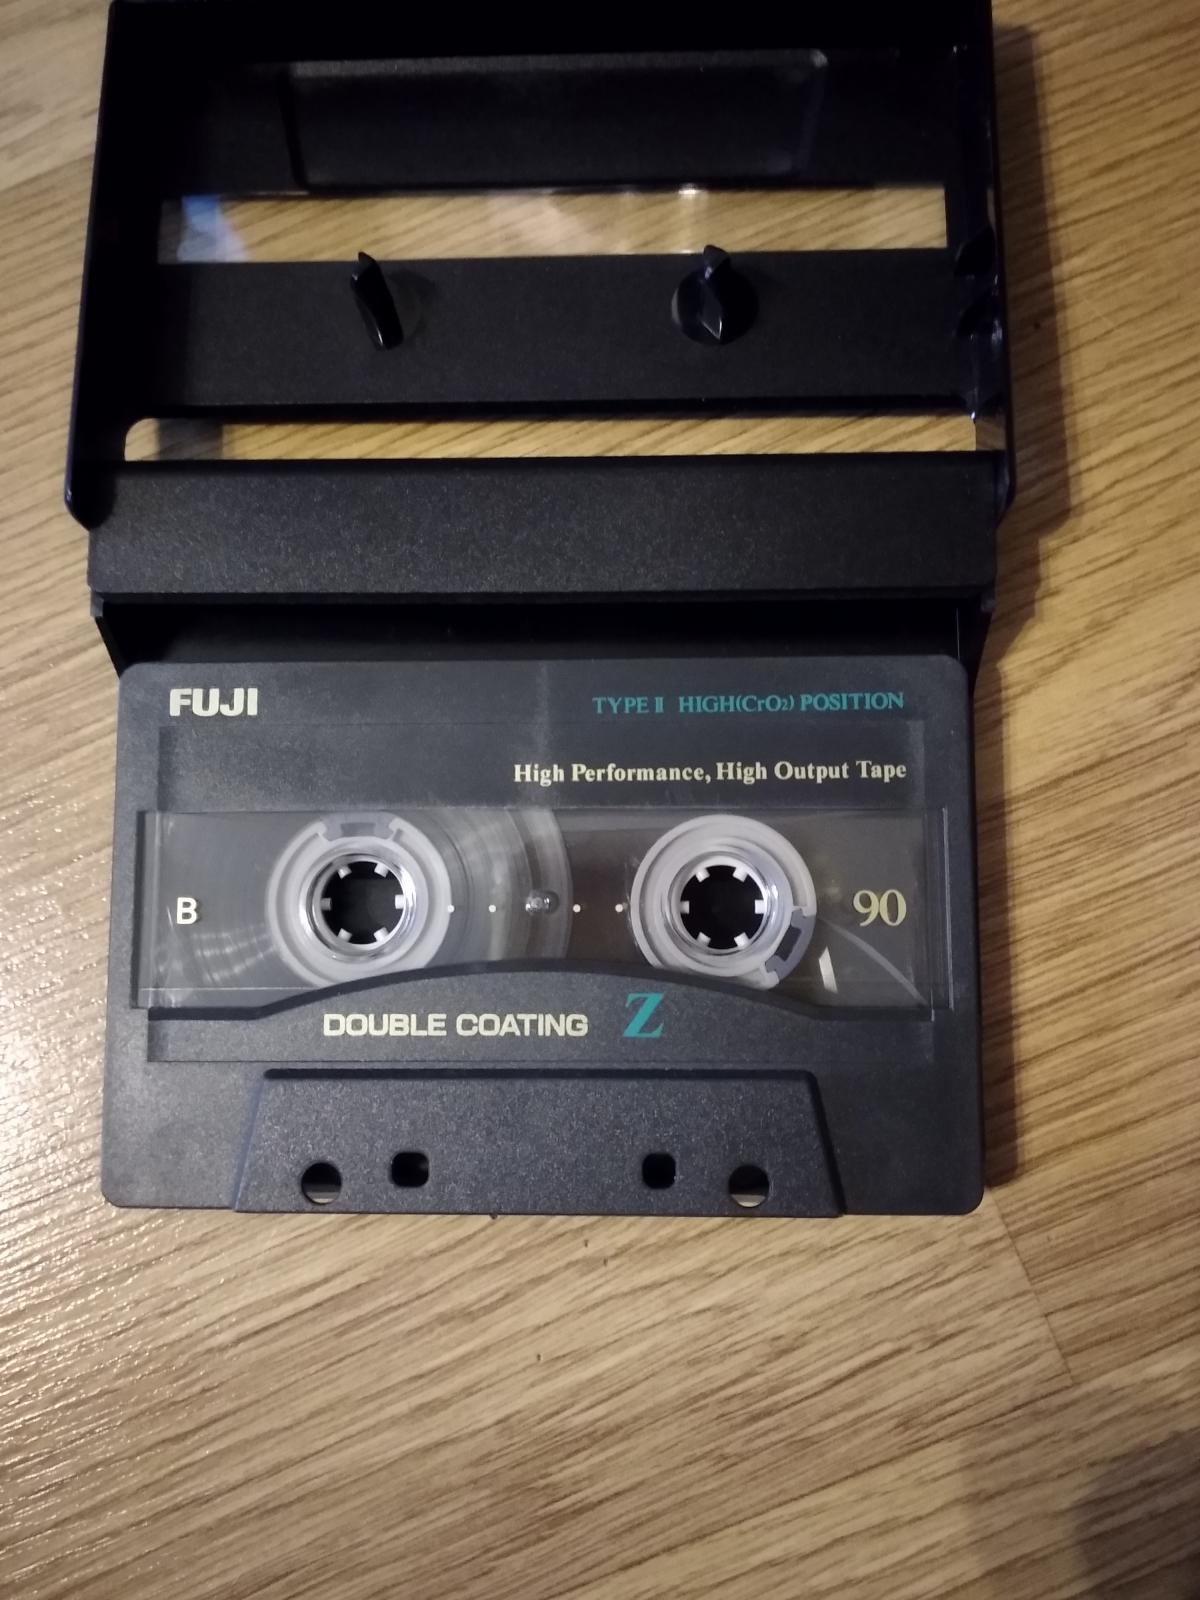 FUJI
TYPE II HIGH(CrO2) POSITION
High Performance, High Output Tape
B
90
DOUBLE COATING Z